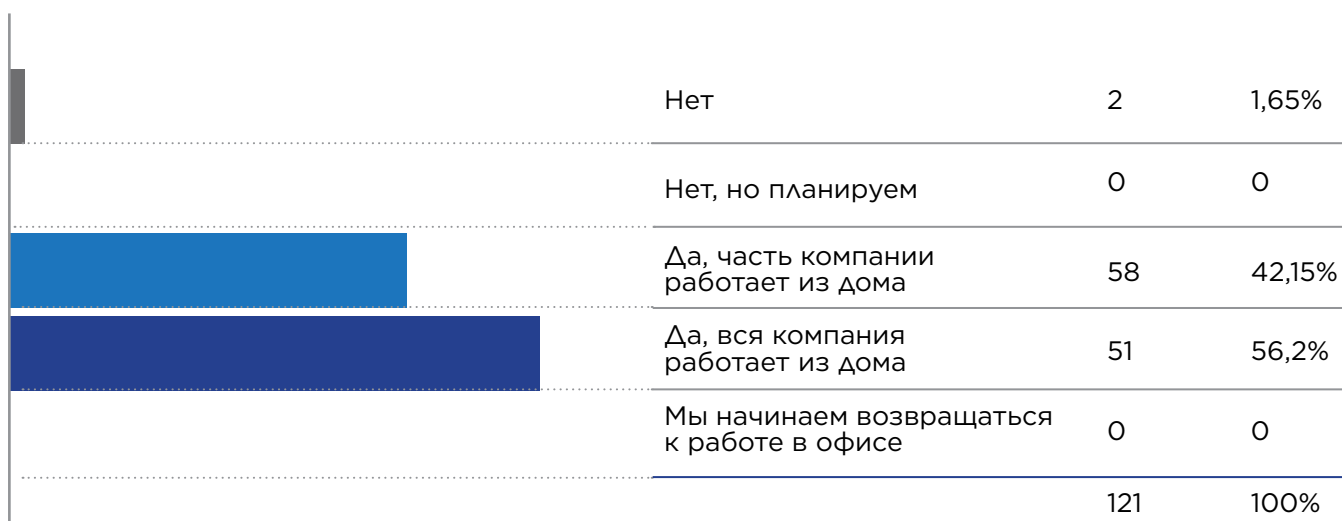 Нет 2 1,65%
Нет, но планируем 0 0
Да, часть компании
работает из дома 58 42,15%
Да, вся компания
работает из дома 51 56,2%
Мы начинаем возвращаться
к работе в офисе 0 0
121 100%